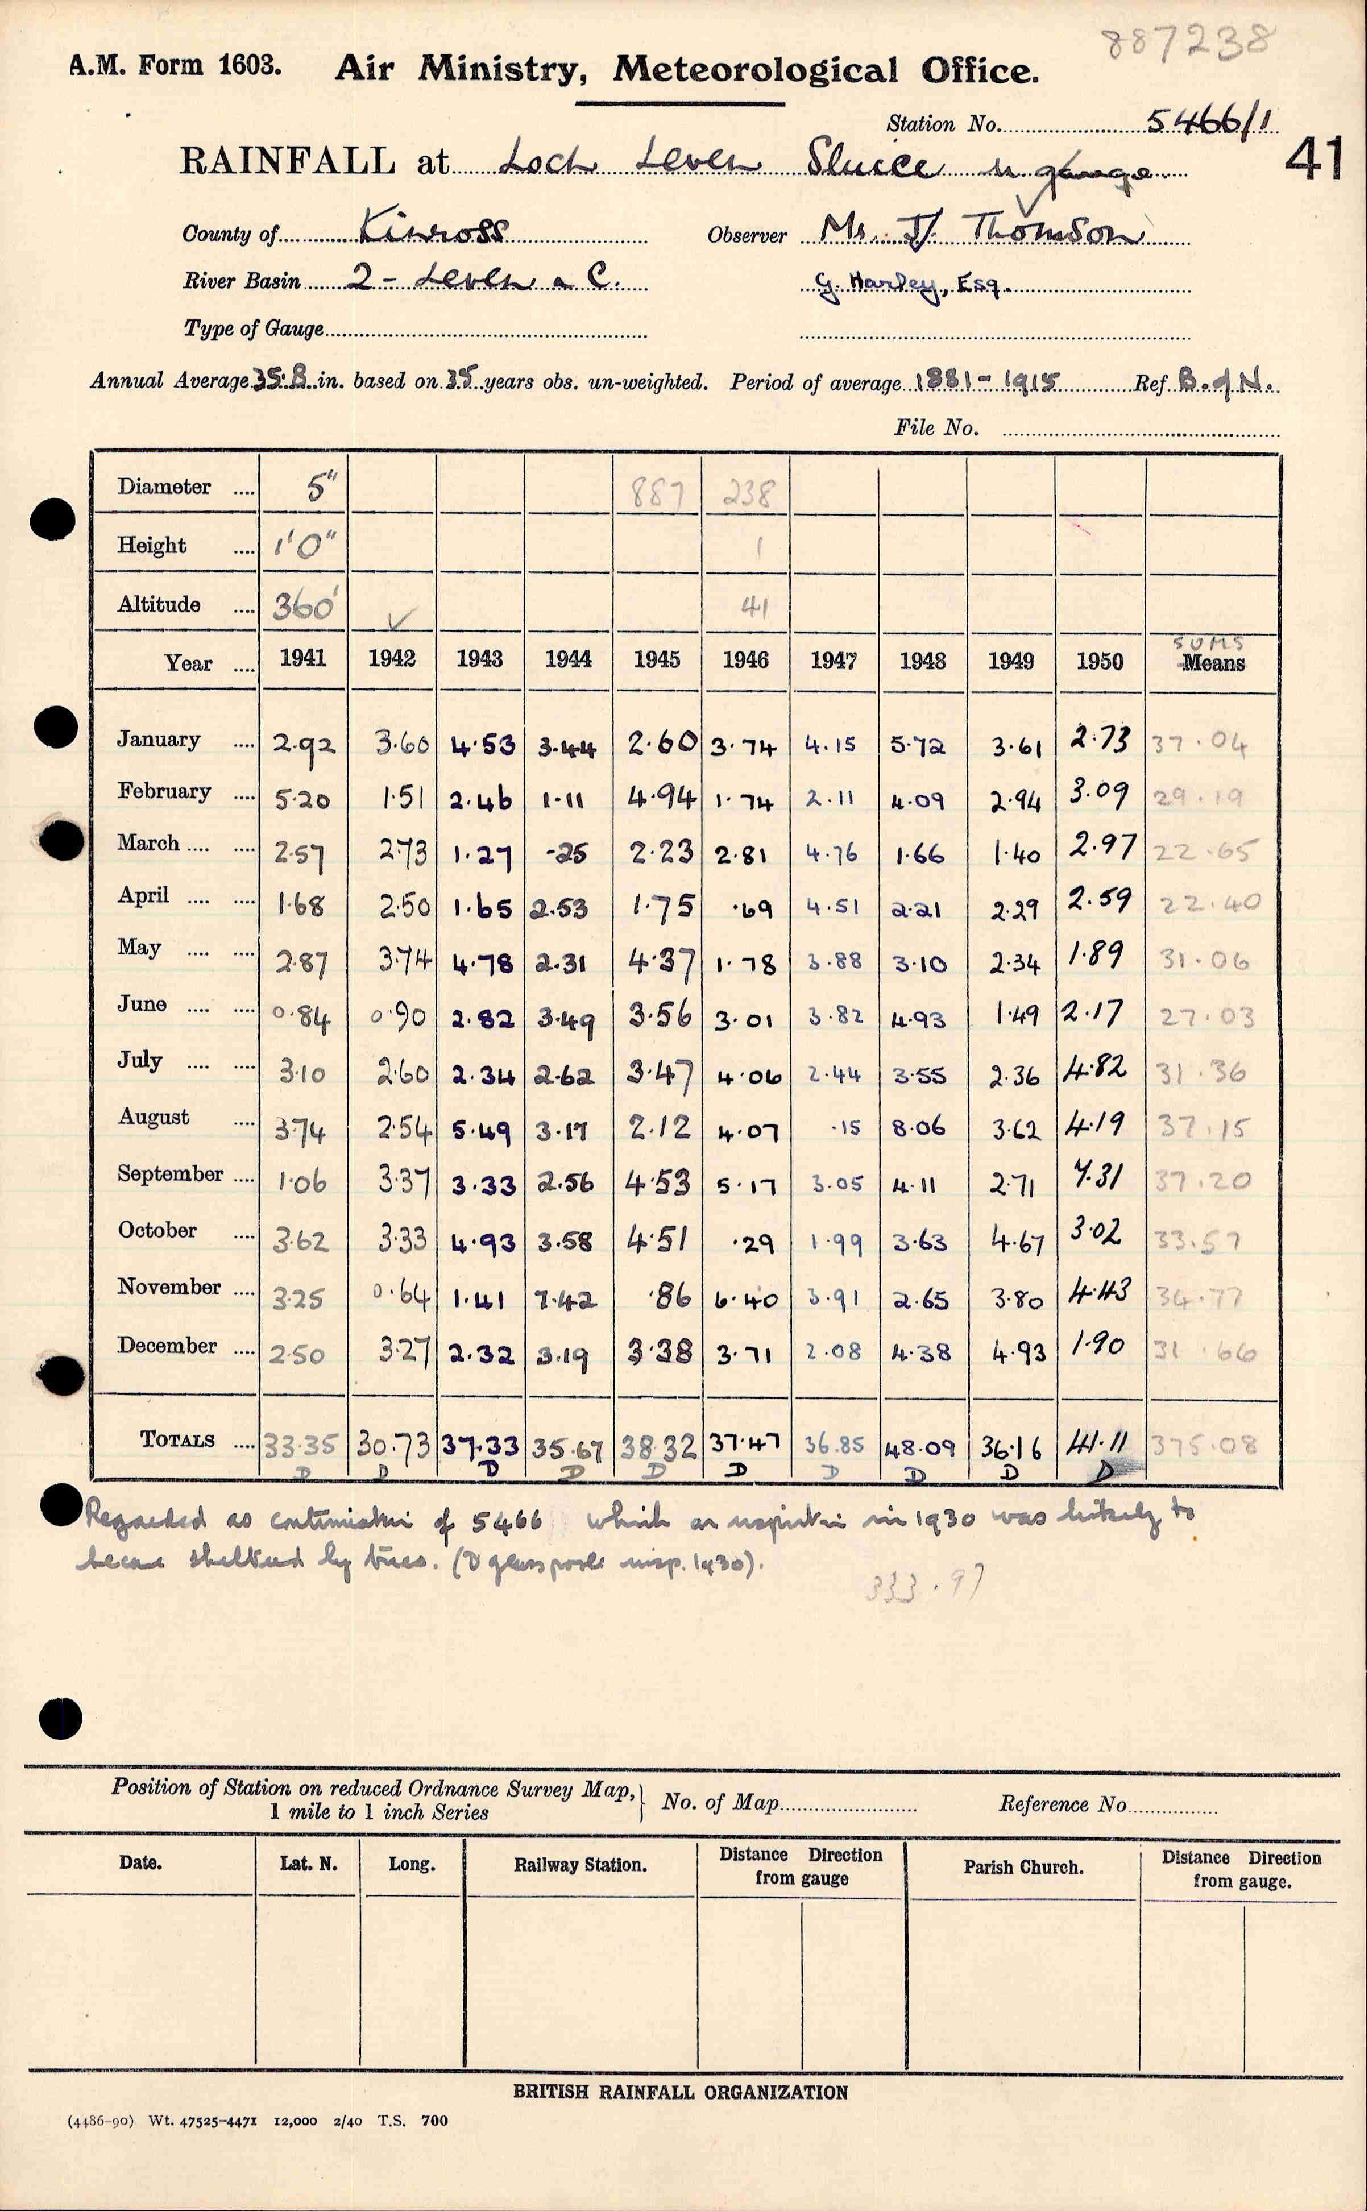 887238
A.M. Form 1603. Air Ministry, Meteorological Office.
Station No. 5466/1
RAINFALL at Loch Leven Sluice N gauge 41
County of Kinross Observer Mr. J. Thomson
River Basin 2 - Leven a C. G. Harley, Esq.
Type of Gauge
Annual Average 35.8 in. based on 35 years obs. un-weighted. Period of average 1881-1915 Ref B. of N.
File No.
Diameter .... 5" 887 238
Height .... 1'0" 1
Altitude .... 360' ✓ 41
SUMS
Year .... 1941 1942 1943 1944 1945 1946 1947 1948 1949 1950 Means
January .... 2.92 3.60 4.53 3.44 2.60 3.74 4.15 5.72 3.61 2.73 37.04
February .... 5.20 1.51 2.46 1.11 4.94 1.74 2.11 4.09 2.94 3.09 29.19
March .... .... 2.57 2.73 1.27 .25 2.23 2.81 4.76 1.66 1.40 2.97 22.65
April .... .... 1.68 2.50 1.65 2.53 1.75 .69 4.51 2.21 2.29 2.59 22.40
May .... .... 2.87 3.74 4.78 2.31 4.37 1.78 3.88 3.10 2.34 1.89 31.06
June .... .... 0.84 0.90 2.82 3.49 3.56 3.01 3.82 4.93 1.49 2.17 27.03
July .... .... 3.10 2.60 2.34 2.62 3.47 4.06 2.44 3.55 2.36 4.82 31.36
August .... 3.74 2.54 5.49 3.17 2.12 4.07 .15 8.06 3.62 4.19 37.15
September .... 1.06 3.37 3.33 2.56 4.53 5.17 3.05 4.11 2.71 7.31 37.20
October .... 3.62 3.33 4.93 3.58 4.51 .29 1.99 3.63 4.67 3.02 33.57
November .... 3.25 0.64 1.41 7.42 .86 6.40 3.91 2.65 3.80 4.43 34.77
December .... 2.50 3.27 2.32 3.19 3.38 3.71 2.08 4.38 4.93 1.90 31.66
TOTALS .... 33.35 30.73 37.33 35.67 38.32 37.47 36.85 48.09 36.16 41.11 375.08
D D D D D D D D D D
Regarded as continuation of 5466 which on inspection in 1930 was likely to
become sheltered by trees. (D Glasspoole insp. 1930).
333.97
Position of Station on reduced Ordnance Survey Map,
1 mile to 1 inch Series
No. of Map Reference No
Date. Lat. N. Long. Railway Station. Distance Direction from gauge Parish Church. Distance Direction from gauge.
BRITISH RAINFALL ORGANIZATION
(4486-90) Wt. 47525-4471 12,000 2/40 T.S. 700